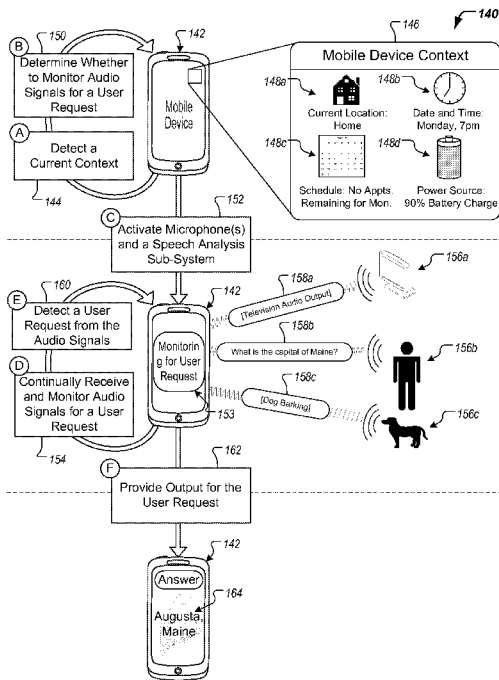 140
B
150
Determine Whether
to Monitor Audio
Signals for a User
Request
A
Detect a
Current Context
144
142
Mobile
Device
146
Mobile Device Context
148a
Current Location:
Home
148b
Date and Time:
Monday, 7pm
148c
Schedule: No Appts.
Remaining for Mon.
148d
Power Source:
90% Battery Charge
152
C
Activate Microphone(s)
and a Speech Analysis
Sub-System
160
E
Detect a User
Request from the
Audio Signals
D
Continually Receive
and Monitor Audio
Signals for a User
Request
154
142
Monitorin
g for User
Request
153
158a
[Television Audio Output]
156a
158b
What is the capital of Maine?
156b
158c
[Dog Barking]
156c
162
F
Provide Output for the
User Request
142
Answer
164
Augusta,
Maine